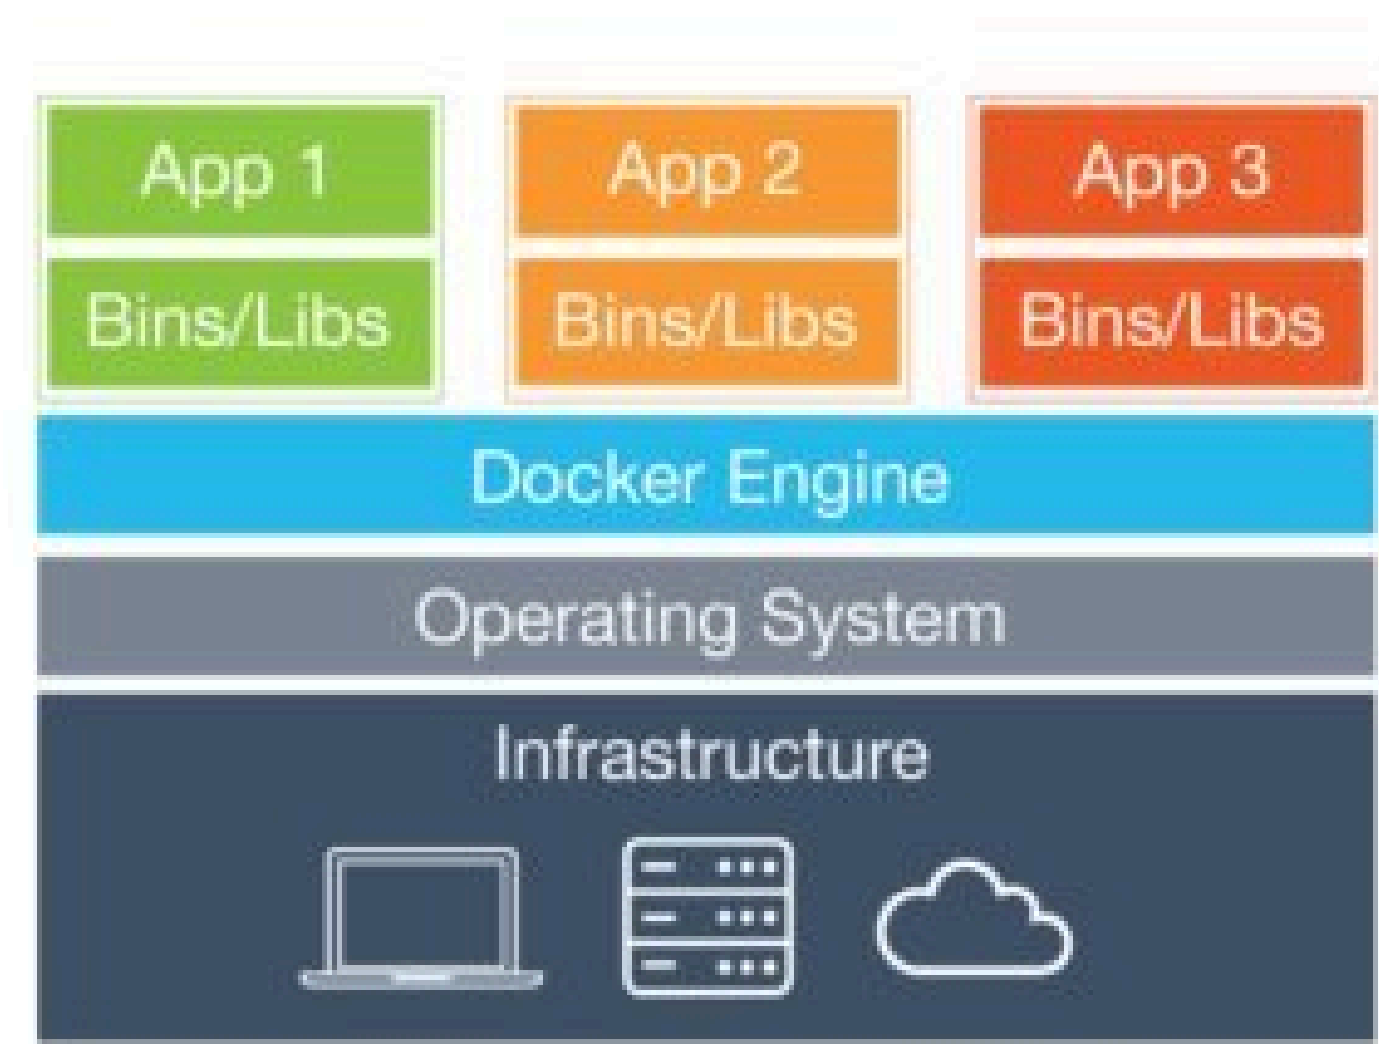 App 1
App 2
App 3
Bins/Libs
Bins/Libs
Bins/Libs
Docker Engine
Operating System
Infrastructure